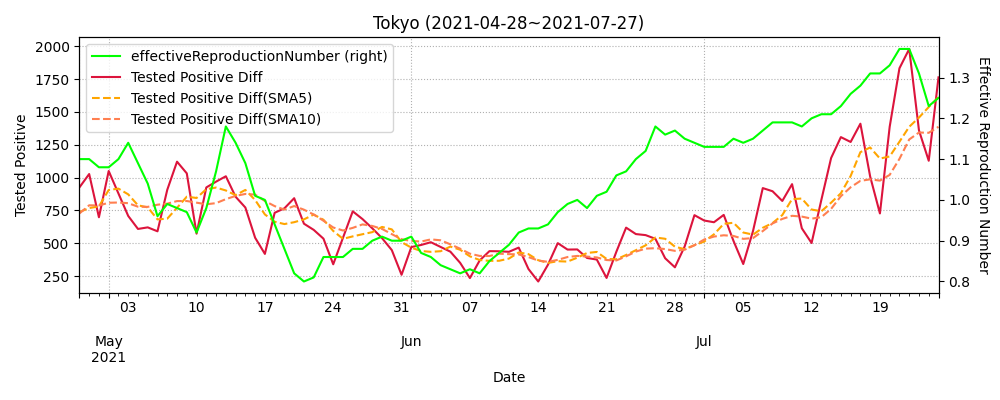 Tokyo (2021-04-28~2021-07-27)
effectiveReproductionNumber (right)
Tested Positive Diff
Tested Positive Diff(SMA5)
Tested Positive Diff(SMA10)
Tested Positive
2000
1750
1500
1250
1000
750
500
250
Effective Reproduction Number
1.3
1.2
1.1
1.0
0.9
0.8
03 10 17 24 31 07 14 21 28 05 12 19
May Jun Jul
2021
Date